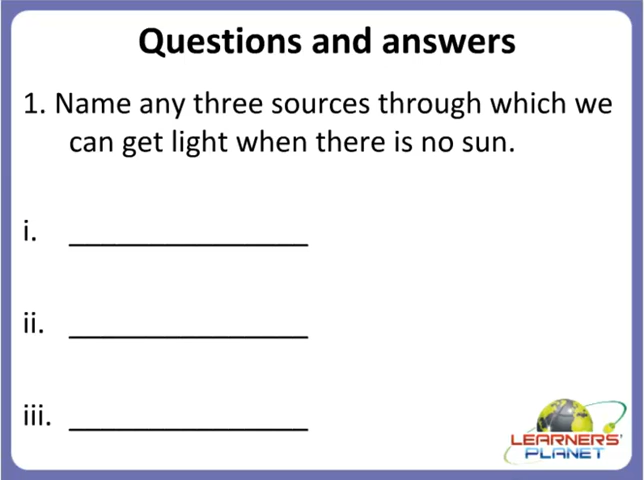 Questions and answers
1. Name any three sources through which we
can get light when there is no sun.
i. _______________
ii. _______________
iii. _______________
LEARNERS'
PLANET